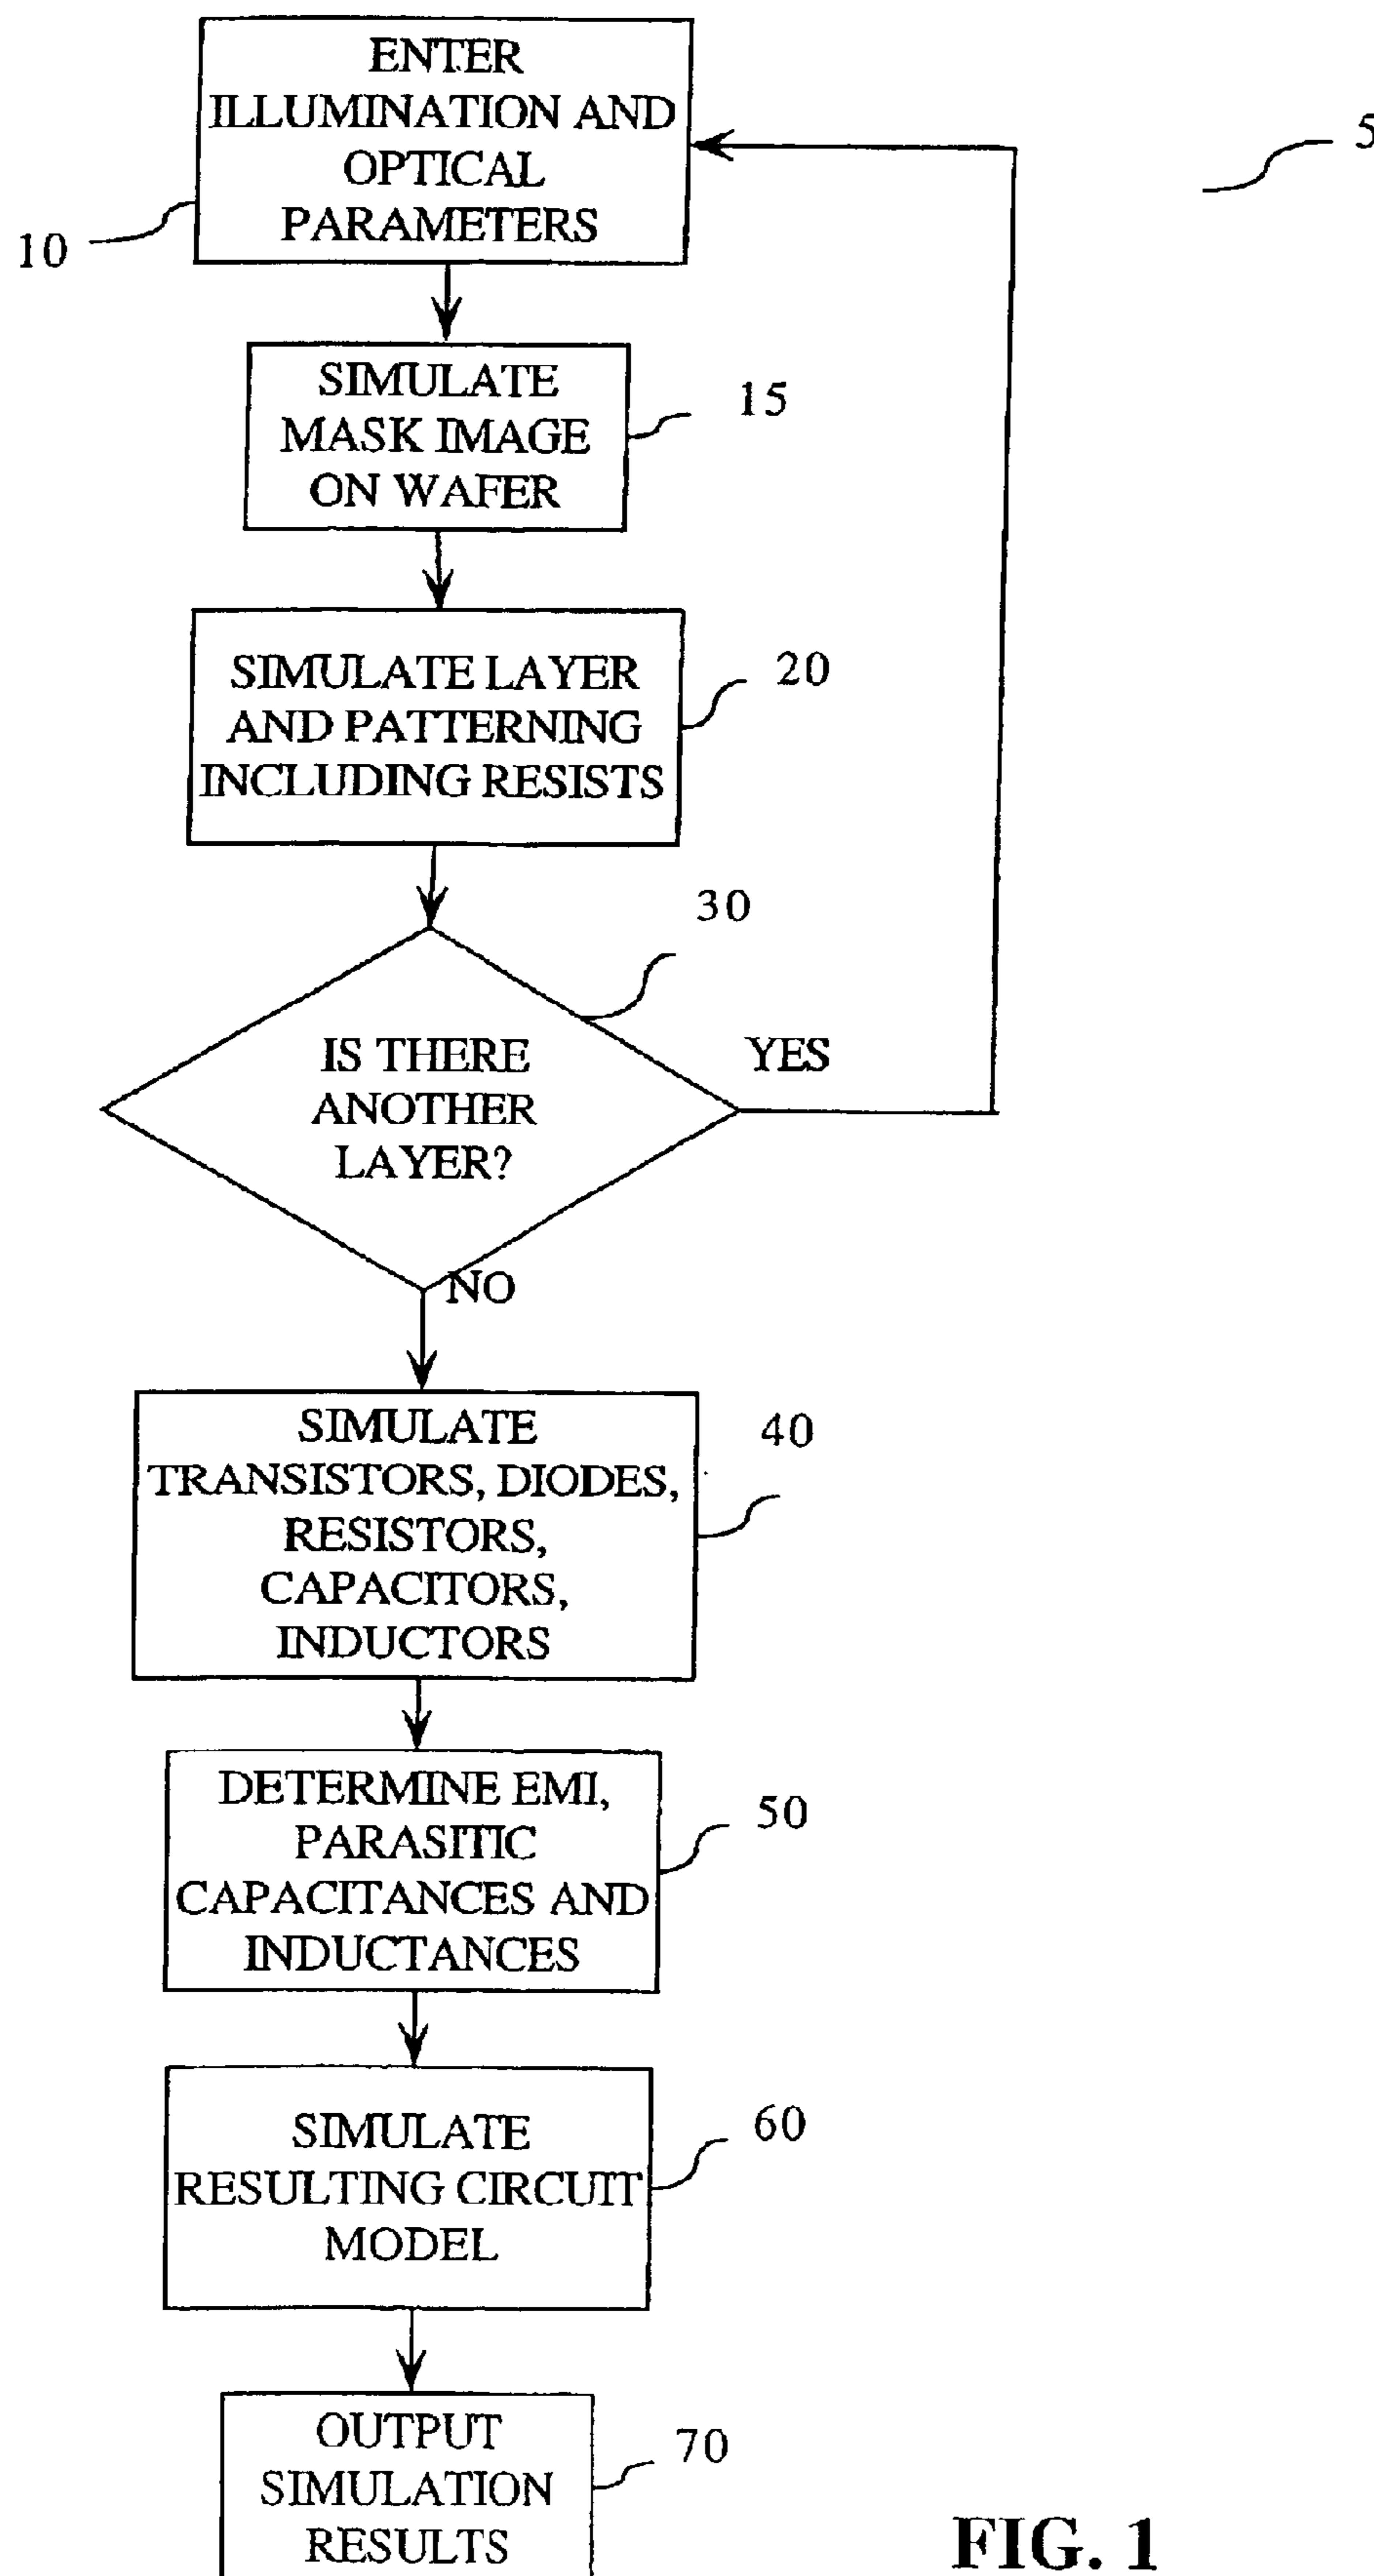 ENTER
ILLUMINATION AND
OPTICAL
PARAMETERS
10
5
SIMULATE
MASK IMAGE
ON WAFER
15
SIMULATE LAYER
AND PATTERNING
INCLUDING RESISTS
20
30
IS THERE
ANOTHER
LAYER?
YES
NO
SIMULATE
TRANSISTORS, DIODES,
RESISTORS,
CAPACITORS,
INDUCTORS
40
DETERMINE EMI,
PARASITIC
CAPACITANCES AND
INDUCTANCES
50
SIMULATE
RESULTING CIRCUIT
MODEL
60
OUTPUT
SIMULATION
RESULTS
70
FIG. 1